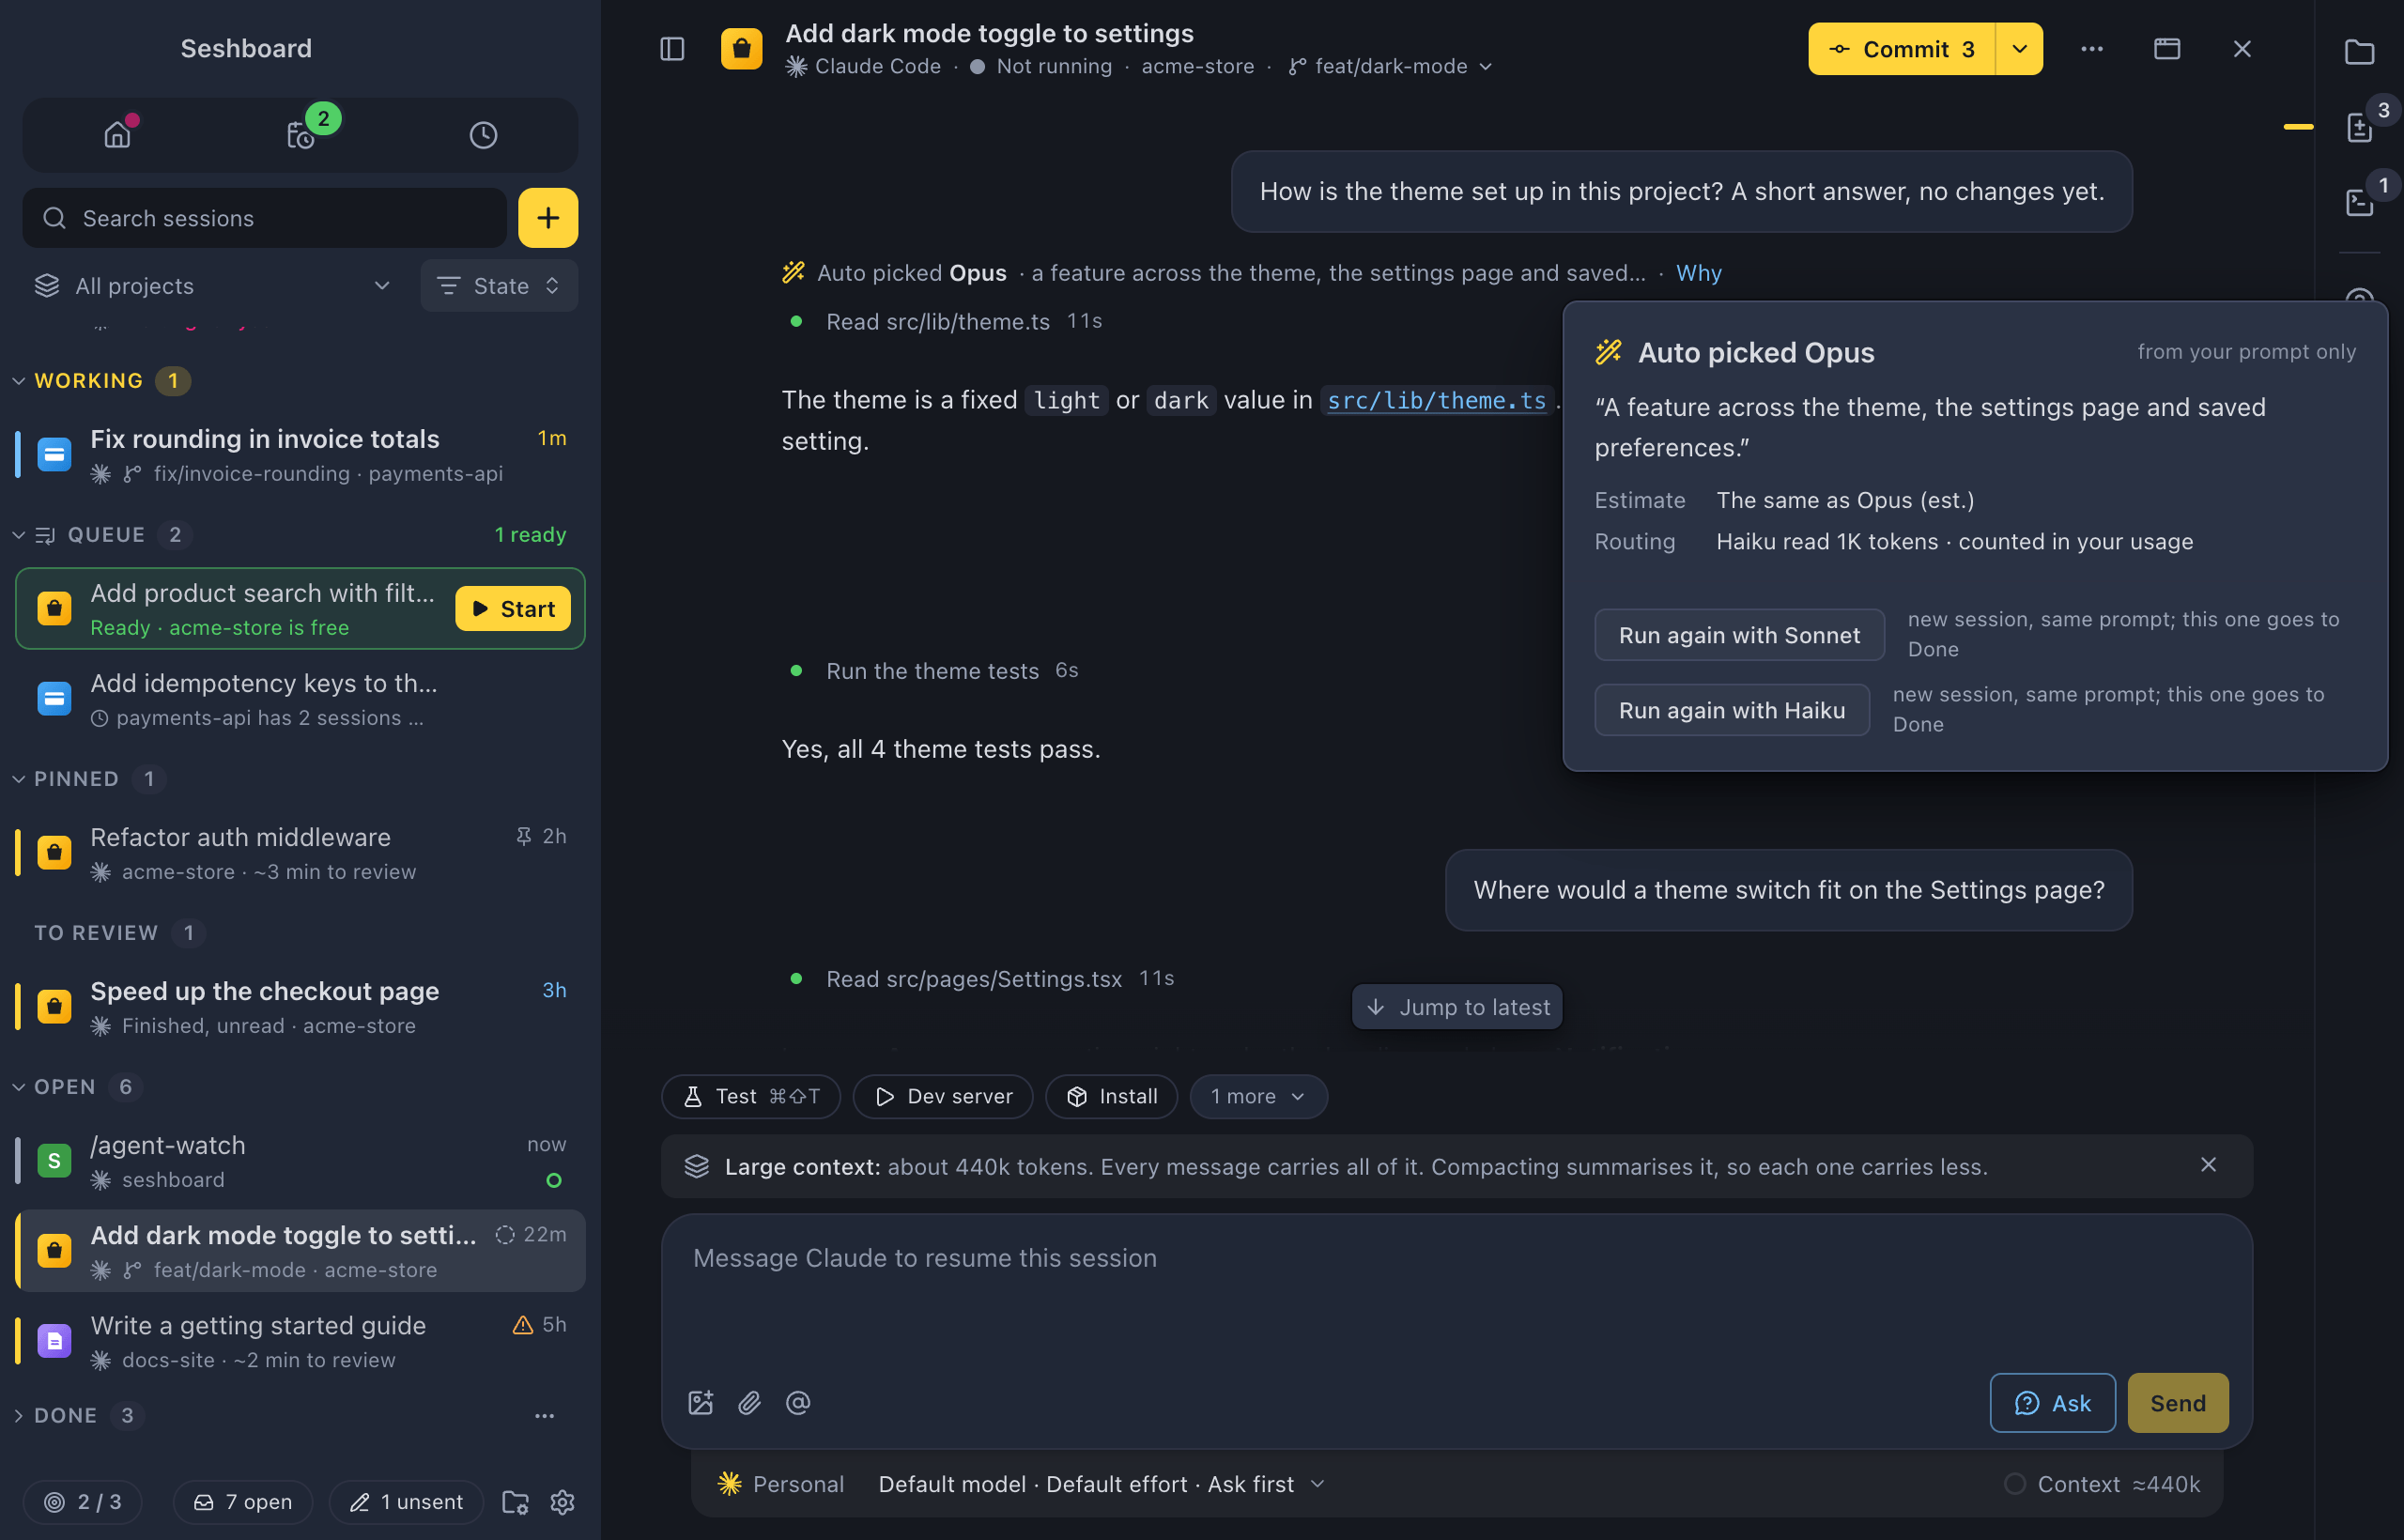 Seshboard
2
Search sessions
All projects
State
WORKING 1
Fix rounding in invoice totals 1m
fix/invoice-rounding · payments-api
QUEUE 2 1 ready
Add product search with filt...
Ready · acme-store is free
Start
Add idempotency keys to th...
payments-api has 2 sessions ...
PINNED 1
Refactor auth middleware 2h
acme-store · ~3 min to review
TO REVIEW 1
Speed up the checkout page 3h
Finished, unread · acme-store
OPEN 6
S
/agent-watch now
seshboard
Add dark mode toggle to setti... 22m
feat/dark-mode · acme-store
Write a getting started guide 5h
docs-site · ~2 min to review
DONE 3
2 / 3
7 open
1 unsent
Add dark mode toggle to settings
Claude Code · Not running · acme-store · feat/dark-mode
Commit 3
3
1
How is the theme set up in this project? A short answer, no changes yet.
Auto picked Opus · a feature across the theme, the settings page and saved... · Why
Read src/lib/theme.ts 11s
The theme is a fixed light or dark value in src/lib/theme.ts.
setting.
Run the theme tests 6s
Yes, all 4 theme tests pass.
Where would a theme switch fit on the Settings page?
Read src/pages/Settings.tsx 11s
Jump to latest
Auto picked Opus from your prompt only
“A feature across the theme, the settings page and saved
preferences.”
Estimate The same as Opus (est.)
Routing Haiku read 1K tokens · counted in your usage
Run again with Sonnet
new session, same prompt; this one goes to
Done
Run again with Haiku
new session, same prompt; this one goes to
Done
Test ⌘⇧T
Dev server
Install
1 more
Large context: about 440k tokens. Every message carries all of it. Compacting summarises it, so each one carries less.
Message Claude to resume this session
Ask
Send
Personal Default model · Default effort · Ask first
Context ≈440k